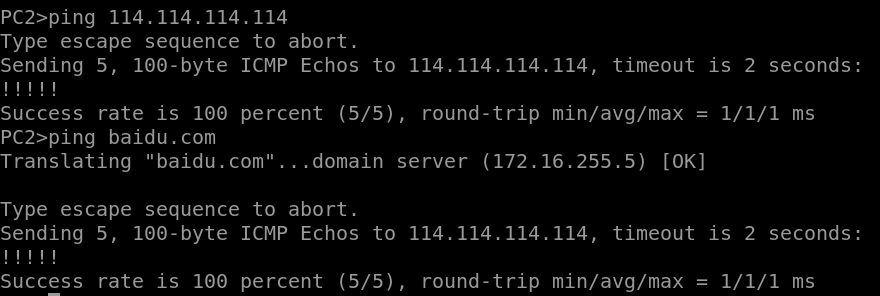 PC2>ping 114.114.114.114
Type escape sequence to abort.
Sending 5, 100-byte ICMP Echos to 114.114.114.114, timeout is 2 seconds:
!!!!!
Success rate is 100 percent (5/5), round-trip min/avg/max = 1/1/1 ms
PC2>ping baidu.com
Translating "baidu.com"...domain server (172.16.255.5) [OK]

Type escape sequence to abort.
Sending 5, 100-byte ICMP Echos to 114.114.114.114, timeout is 2 seconds:
!!!!!
Success rate is 100 percent (5/5), round-trip min/avg/max = 1/1/1 ms